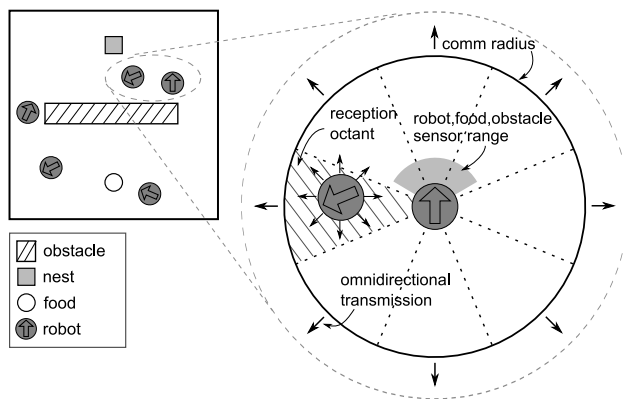 comm radius
reception
octant
robot,food,obstacle
sensor range
omnidirectional
transmission
obstacle
nest
food
robot